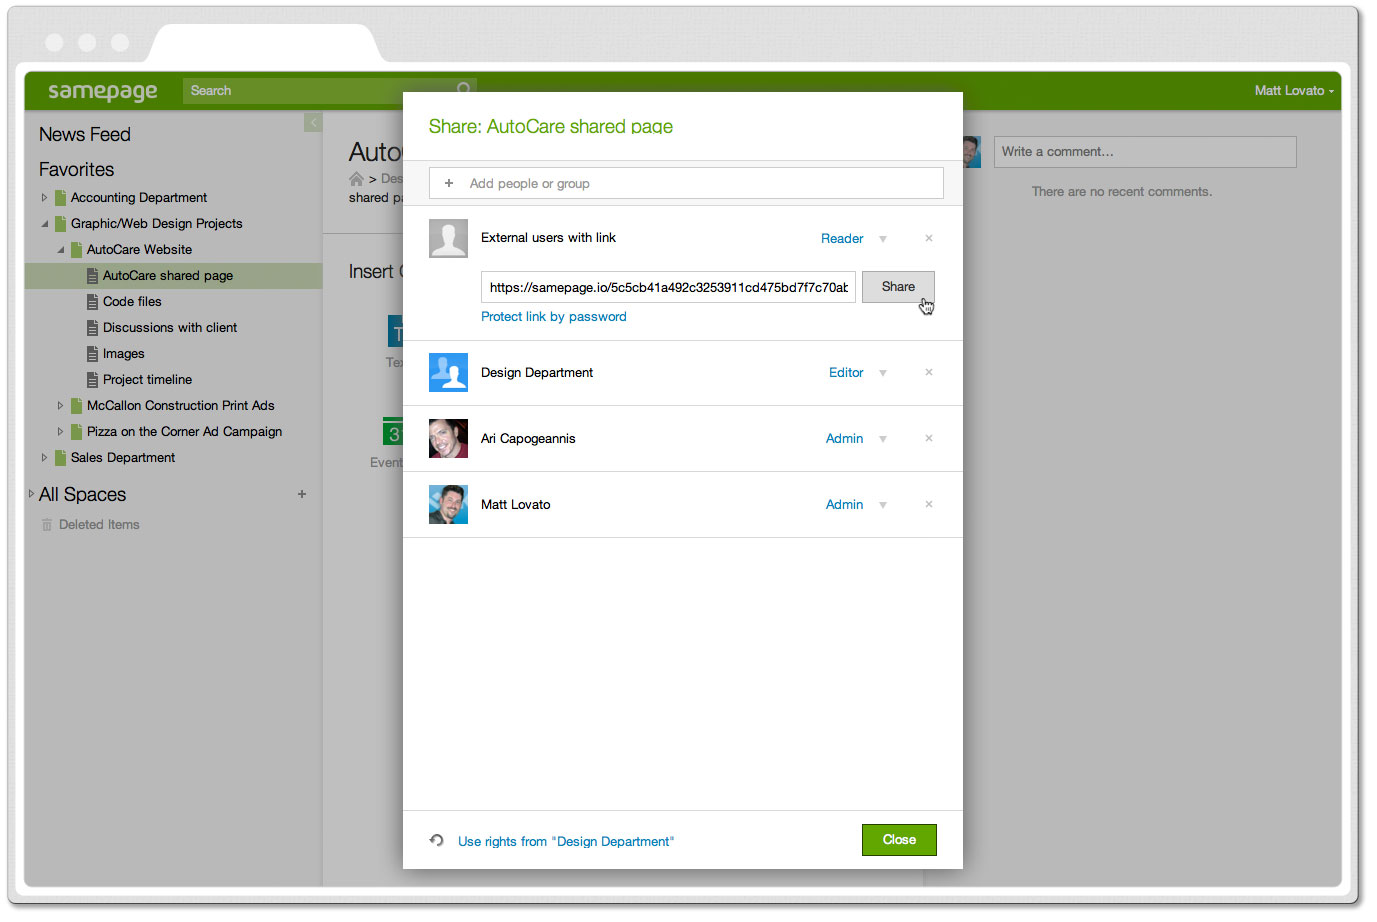 samepage
Search
Matt Lovato
News Feed
Favorites
Accounting Department
Graphic/Web Design Projects
AutoCare Website
AutoCare shared page
Code files
Discussions with client
Images
Project timeline
McCallon Construction Print Ads
Pizza on the Corner Ad Campaign
Sales Department
All Spaces +
Deleted Items
Auto
> Des
shared pa
Insert
T
Tex
31
Event
Share: AutoCare shared page
+ Add people or group
External users with link Reader ×
https://samepage.io/5c5cb41a492c3253911cd475bd7f7c70ab Share
Protect link by password
Design Department Editor ×
Ari Capogeannis Admin ×
Matt Lovato Admin ×
Use rights from "Design Department"
Close
Write a comment...
There are no recent comments.